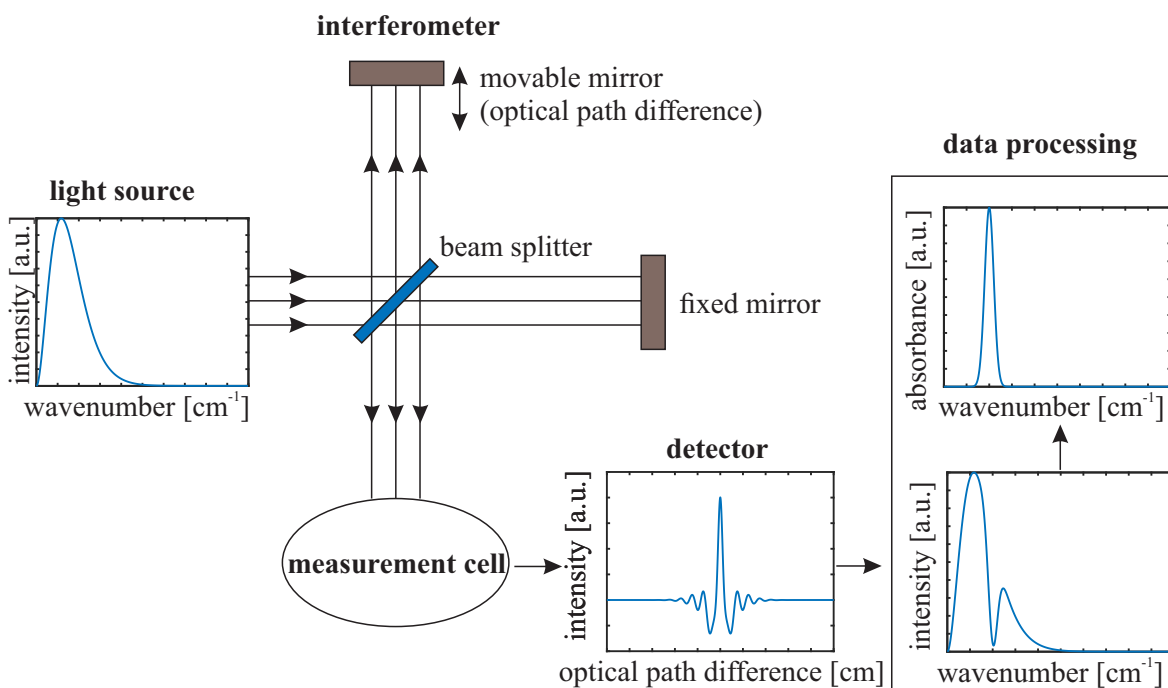 interferometer
movable mirror
(optical path difference)
data processing
light source
intensity [a.u.]
wavenumber [cm⁻¹]
beam splitter
fixed mirror
absorbance [a.u.]
wavenumber [cm⁻¹]
measurement cell
detector
intensity [a.u.]
optical path difference [cm]
intensity [a.u.]
wavenumber [cm⁻¹]